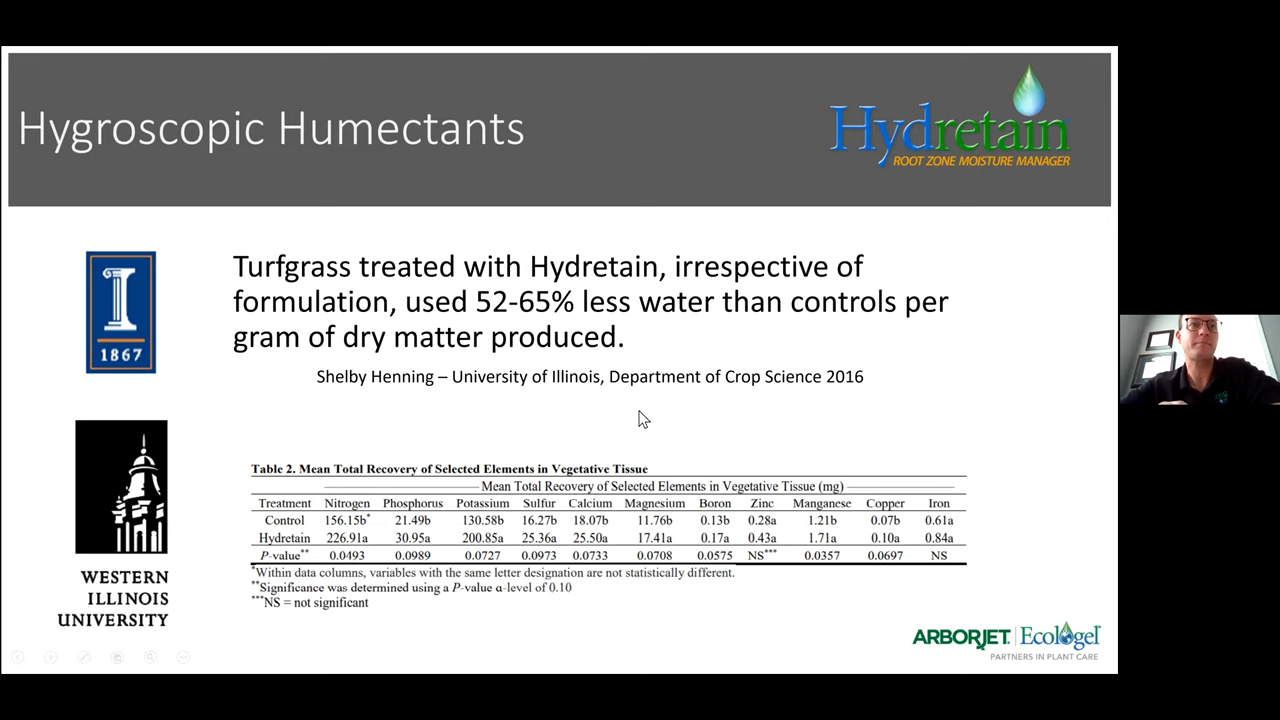 Hygroscopic Humectants
Hydretain
ROOT ZONE MOISTURE MANAGER
Turfgrass treated with Hydretain, irrespective of
formulation, used 52-65% less water than controls per
gram of dry matter produced.
I
1867
Shelby Henning – University of Illinois, Department of Crop Science 2016
WESTERN
ILLINOIS
UNIVERSITY
Table 2. Mean Total Recovery of Selected Elements in Vegetative Tissue
Mean Total Recovery of Selected Elements in Vegetative Tissue (mg)
Treatment Nitrogen Phosphorus Potassium Sulfur Calcium Magnesium Boron Zinc Manganese Copper Iron
Control 156.15b* 21.49b 130.58b 16.27b 18.07b 11.76b 0.13b 0.28a 1.21b 0.07b 0.61a
Hydretain 226.91a 30.95a 200.85a 25.36a 25.50a 17.41a 0.17a 0.43a 1.71a 0.10a 0.84a
P-value** 0.0493 0.0989 0.0727 0.0973 0.0733 0.0708 0.0575 NS*** 0.0357 0.0697 NS
*Within data columns, variables with the same letter designation are not statistically different.
**Significance was determined using a P-value α-level of 0.10
***NS = not significant
ARBORJET | Ecologel
PARTNERS IN PLANT CARE